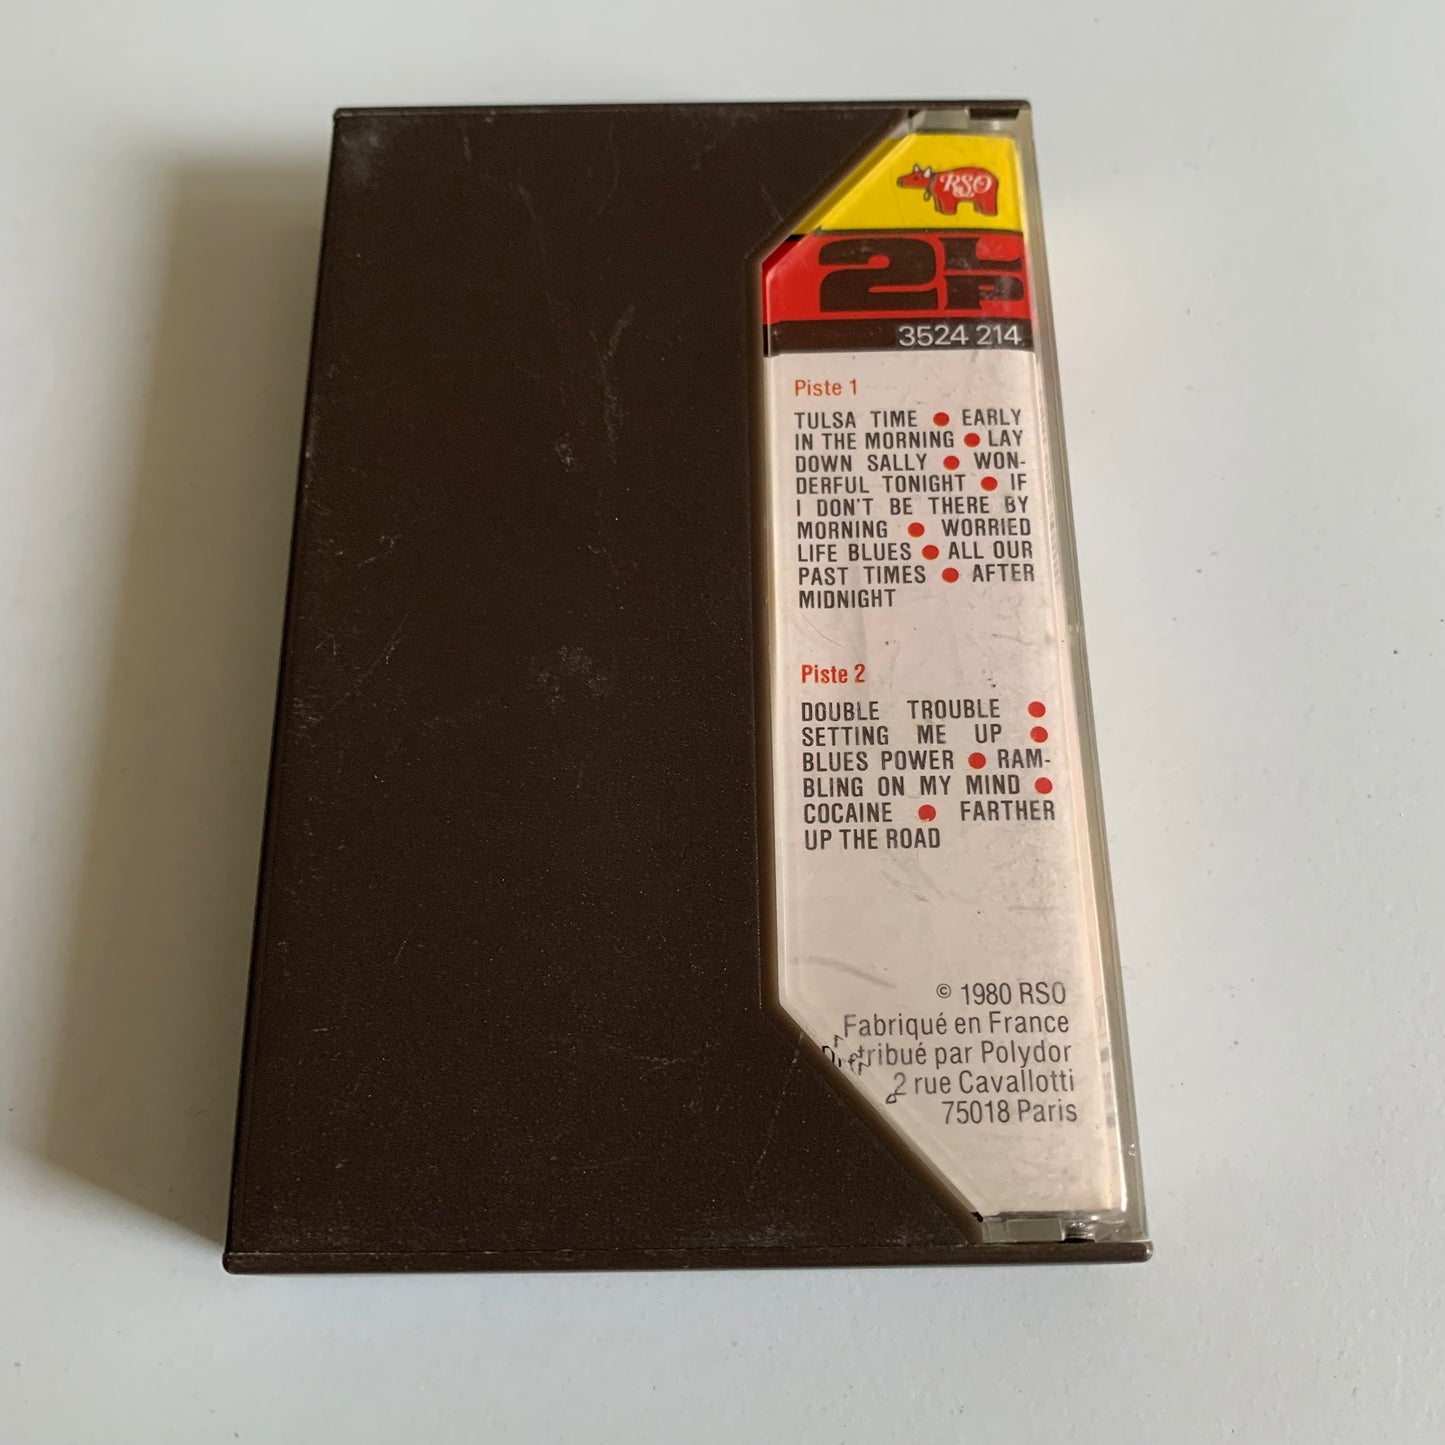 RSO
2 LP
3524 214
Piste 1
TULSA TIME ● EARLY
IN THE MORNING ● LAY
DOWN SALLY ● WON-
DERFUL TONIGHT ● IF
I DON'T BE THERE BY
MORNING ● WORRIED
LIFE BLUES ● ALL OUR
PAST TIMES ● AFTER
MIDNIGHT
Piste 2
DOUBLE TROUBLE ●
SETTING ME UP ●
BLUES POWER ● RAM-
BLING ON MY MIND ●
COCAINE ● FARTHER
UP THE ROAD
© 1980 RSO
Fabriqué en France
Distribué par Polydor
2 rue Cavallotti
75018 Paris